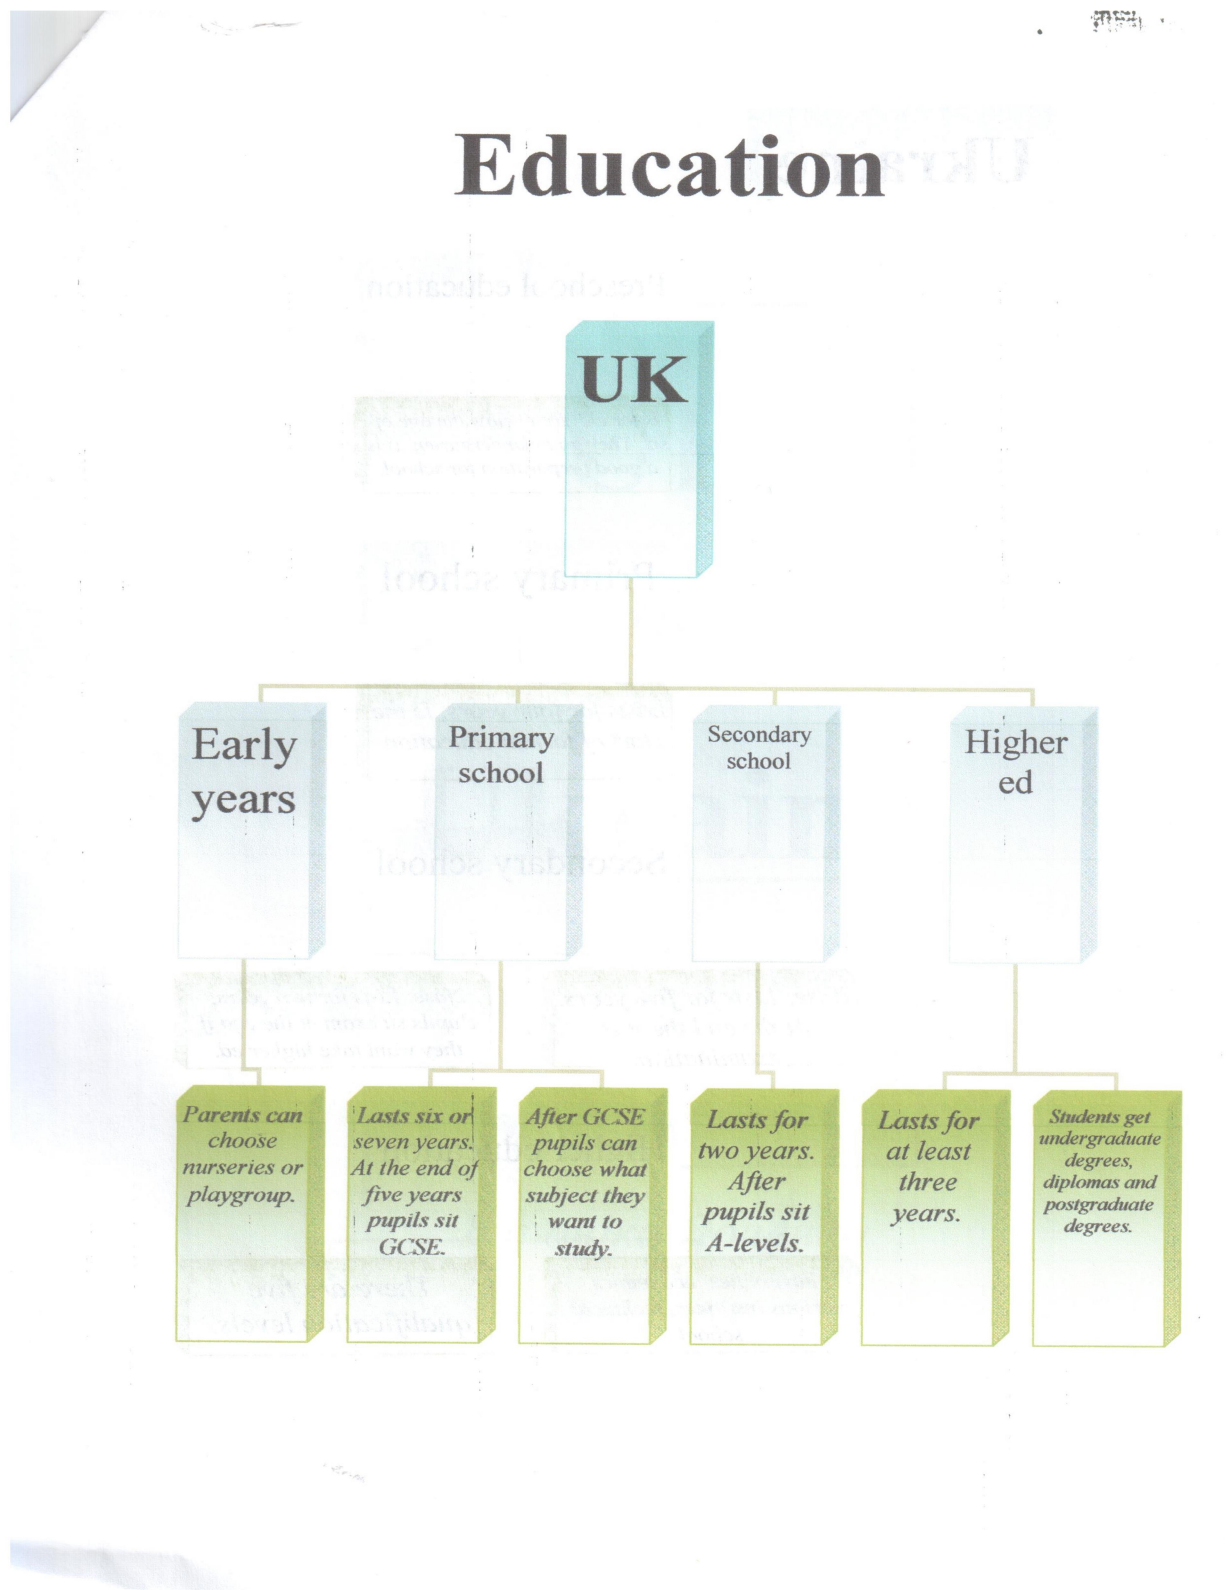 Education
UK
Early
years
Primary
school
Secondary
school
Higher
ed
Parents can
choose
nurseries or
playgroup.
Lasts six or
seven years.
At the end of
five years
pupils sit
GCSE.
After GCSE
pupils can
choose what
subject they
want to
study.
Lasts for
two years.
After
pupils sit
A-levels.
Lasts for
at least
three
years.
Students get
undergraduate
degrees,
diplomas and
postgraduate
degrees.